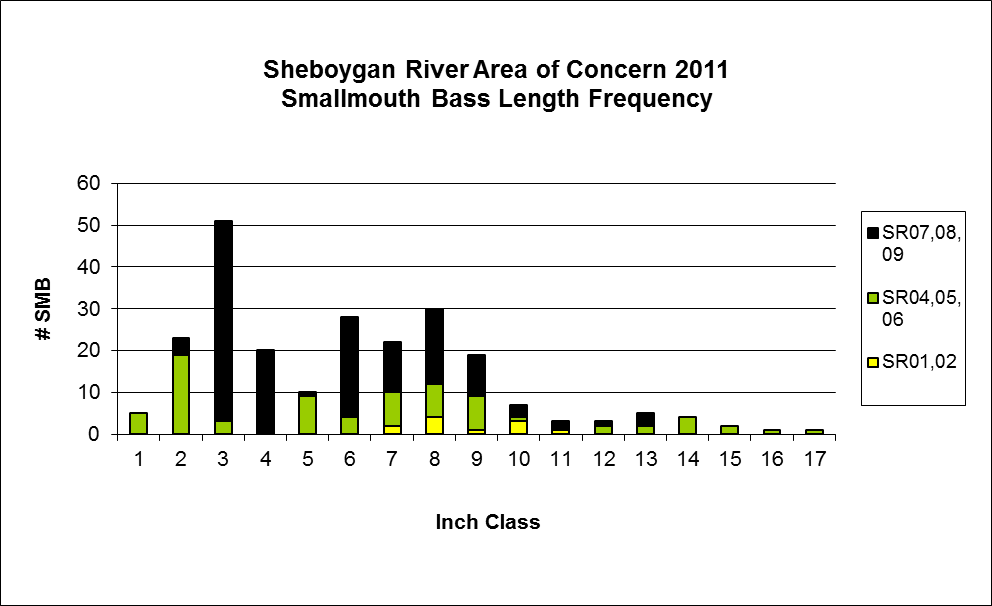 Sheboygan River Area of Concern 2011
Smallmouth Bass Length Frequency
60
50
40
30
20
10
0
# SMB
1 2 3 4 5 6 7 8 9 10 11 12 13 14 15 16 17
Inch Class
SR07,08,
09
SR04,05,
06
SR01,02